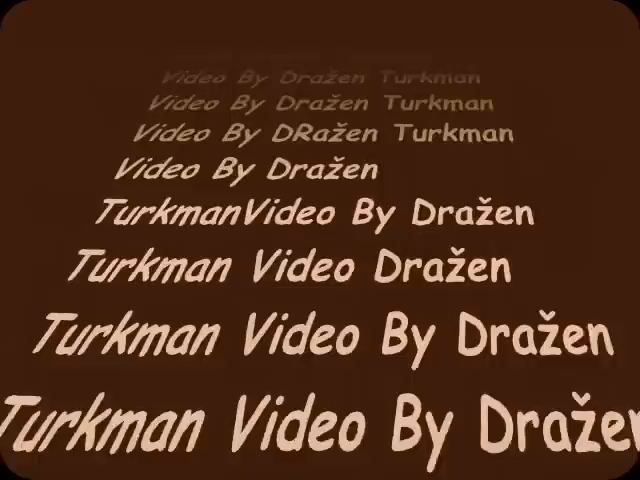 Video By Dražen Turkman
Video By Dražen Turkman
Video By DRažen Turkman
Video By Dražen
TurkmanVideo By Dražen
Turkman Video Dražen
Turkman Video By Dražen
Turkman Video By Dražen